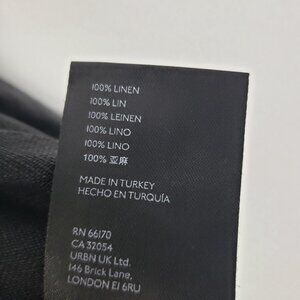 100% LINEN
100% LIN
100% LEINEN
100% LINO
100% LINO
100% 亚麻
MADE IN TURKEY
HECHO EN TURQUÍA
RN 66170
CA 32054
URBN UK Ltd.
146 Brick Lane,
LONDON E1 6RU